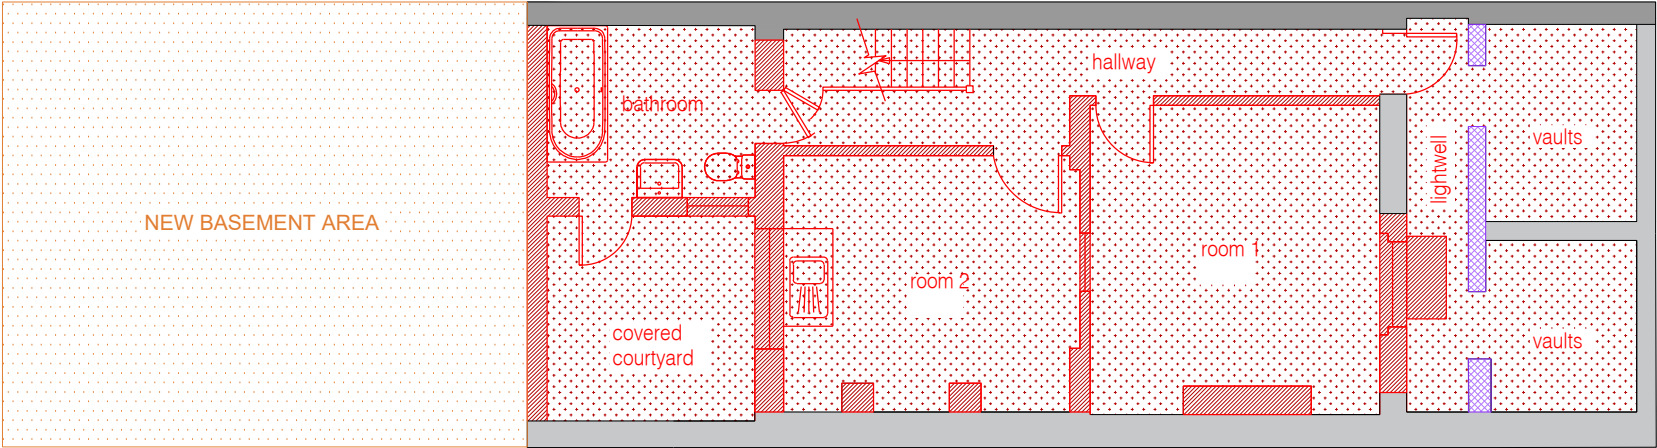 hallway
bathroom
vaults
lightwell
NEW BASEMENT AREA
room 1
room 2
covered
courtyard
vaults